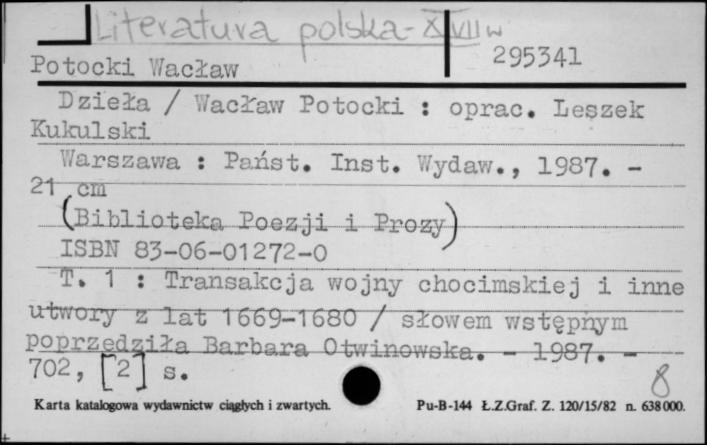 Literatura polska - XVII w
295341
Potocki Wacław
Dzieła / Wacław Potocki : oprac. Leszek
Kukulski
Warszawa : Państ. Inst. Wydaw., 1987. -
21 cm
(Biblioteka Poezji i Prozy)
ISBN 83-06-01272-0
T. 1 : Transakcja wojny chocimskiej i inne
utwory z lat 1669-1680 / słowem wstępnym
poprzedziła Barbara Otwinowska. - 1987. -
702, [2] s.
8
Karta katalogowa wydawnictw ciągłych i zwartych. Pu-B-144 Ł.Z.Graf. Z. 120/15/82 n. 638000.